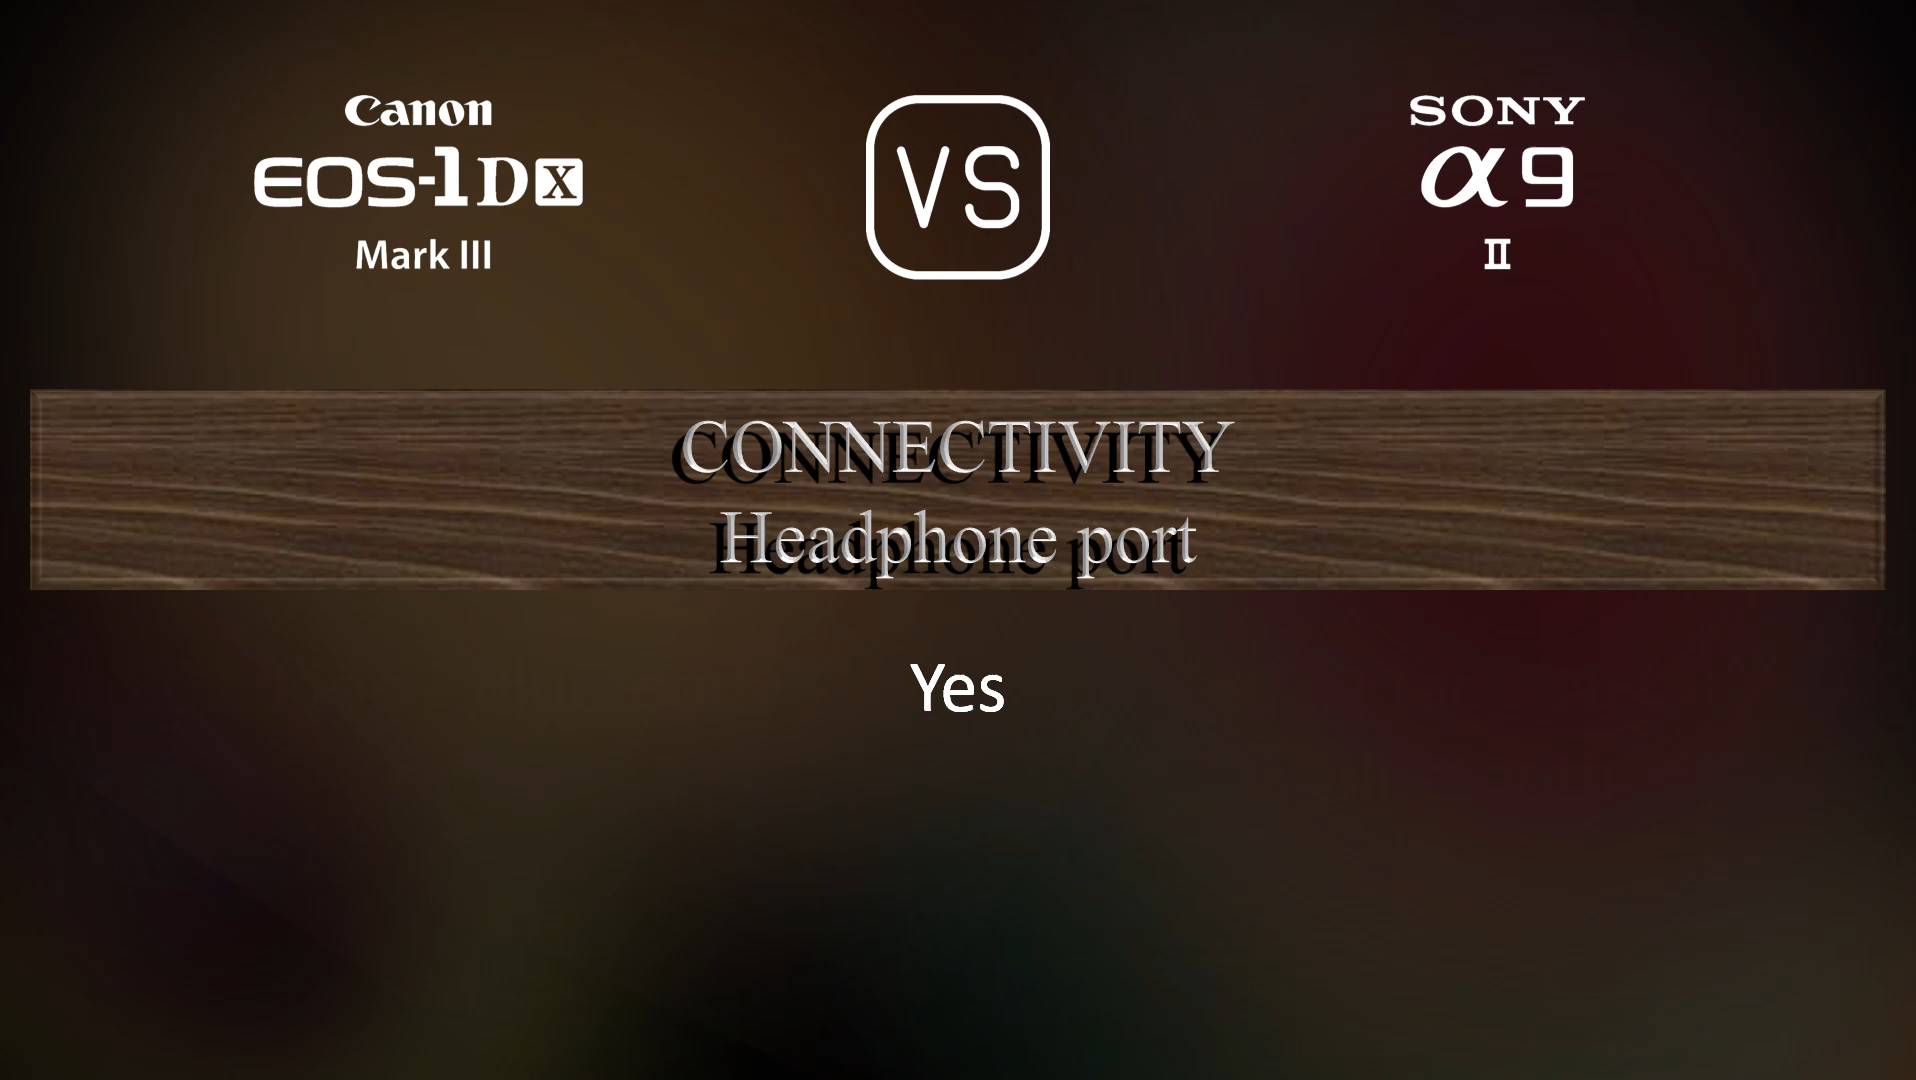 Canon
EOS-1DX
Mark III
VS
SONY
α9
II
CONNECTIVITY
Headphone port
Yes